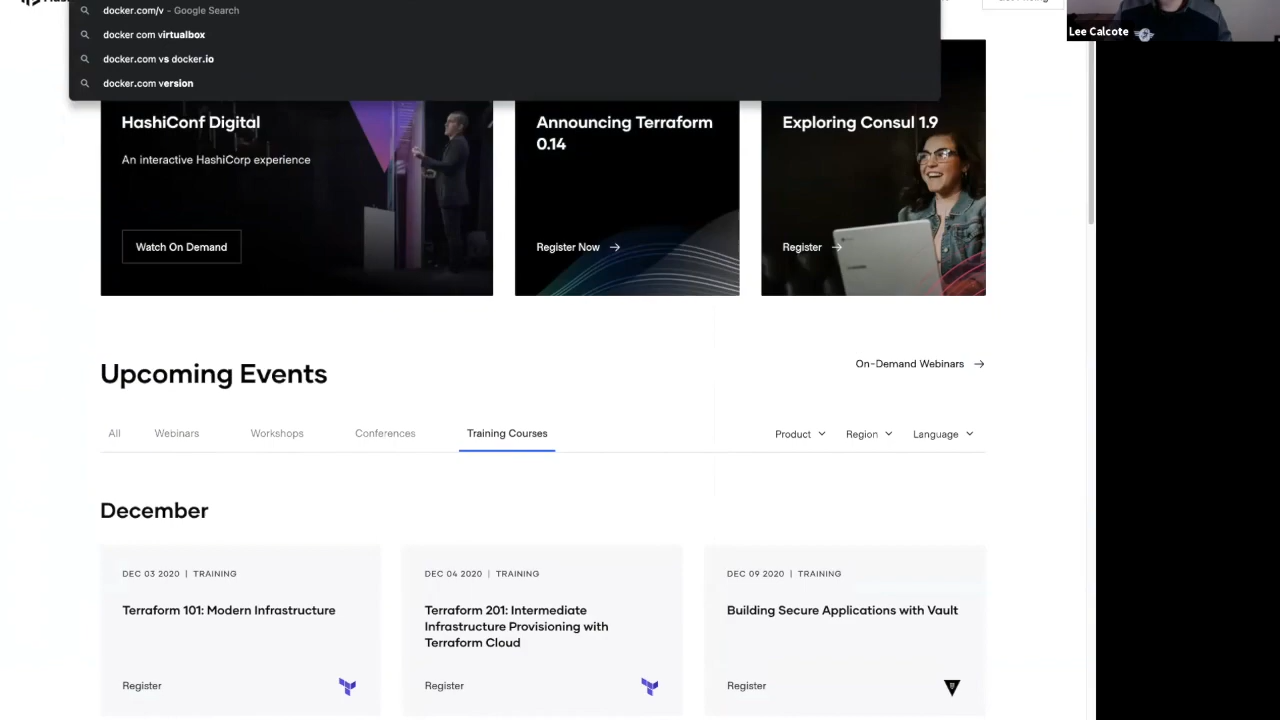 docker.com/v - Google Search
docker com virtualbox
docker.com vs docker.io
docker.com version
Lee Calcote
HashiConf Digital
An interactive HashiCorp experience
Watch On Demand
Announcing Terraform
0.14
Register Now
Exploring Consul 1.9
Register
Upcoming Events
On-Demand Webinars
All
Webinars
Workshops
Conferences
Training Courses
Product
Region
Language
December
DEC 03 2020 | TRAINING
Terraform 101: Modern Infrastructure
Register
DEC 04 2020 | TRAINING
Terraform 201: Intermediate
Infrastructure Provisioning with
Terraform Cloud
Register
DEC 09 2020 | TRAINING
Building Secure Applications with Vault
Register